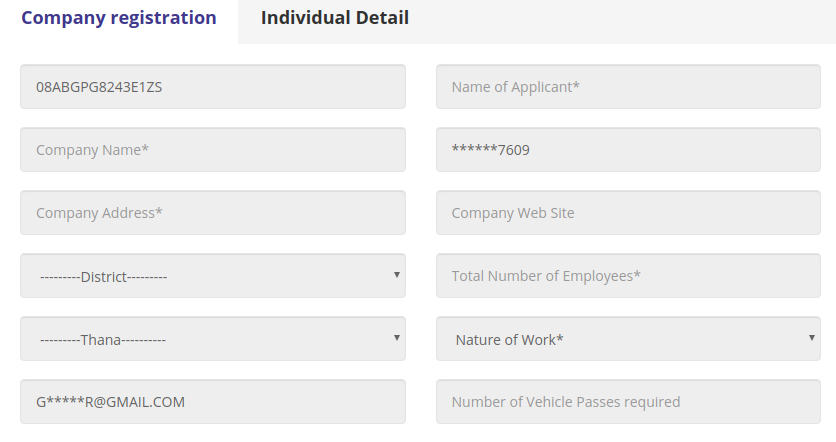 Company registration Individual Detail
08ABGPG8243E1ZS Name of Applicant*
Company Name* ******7609
Company Address* Company Web Site
---------District--------- Total Number of Employees*
---------Thana---------- Nature of Work*
G*****R@GMAIL.COM Number of Vehicle Passes required